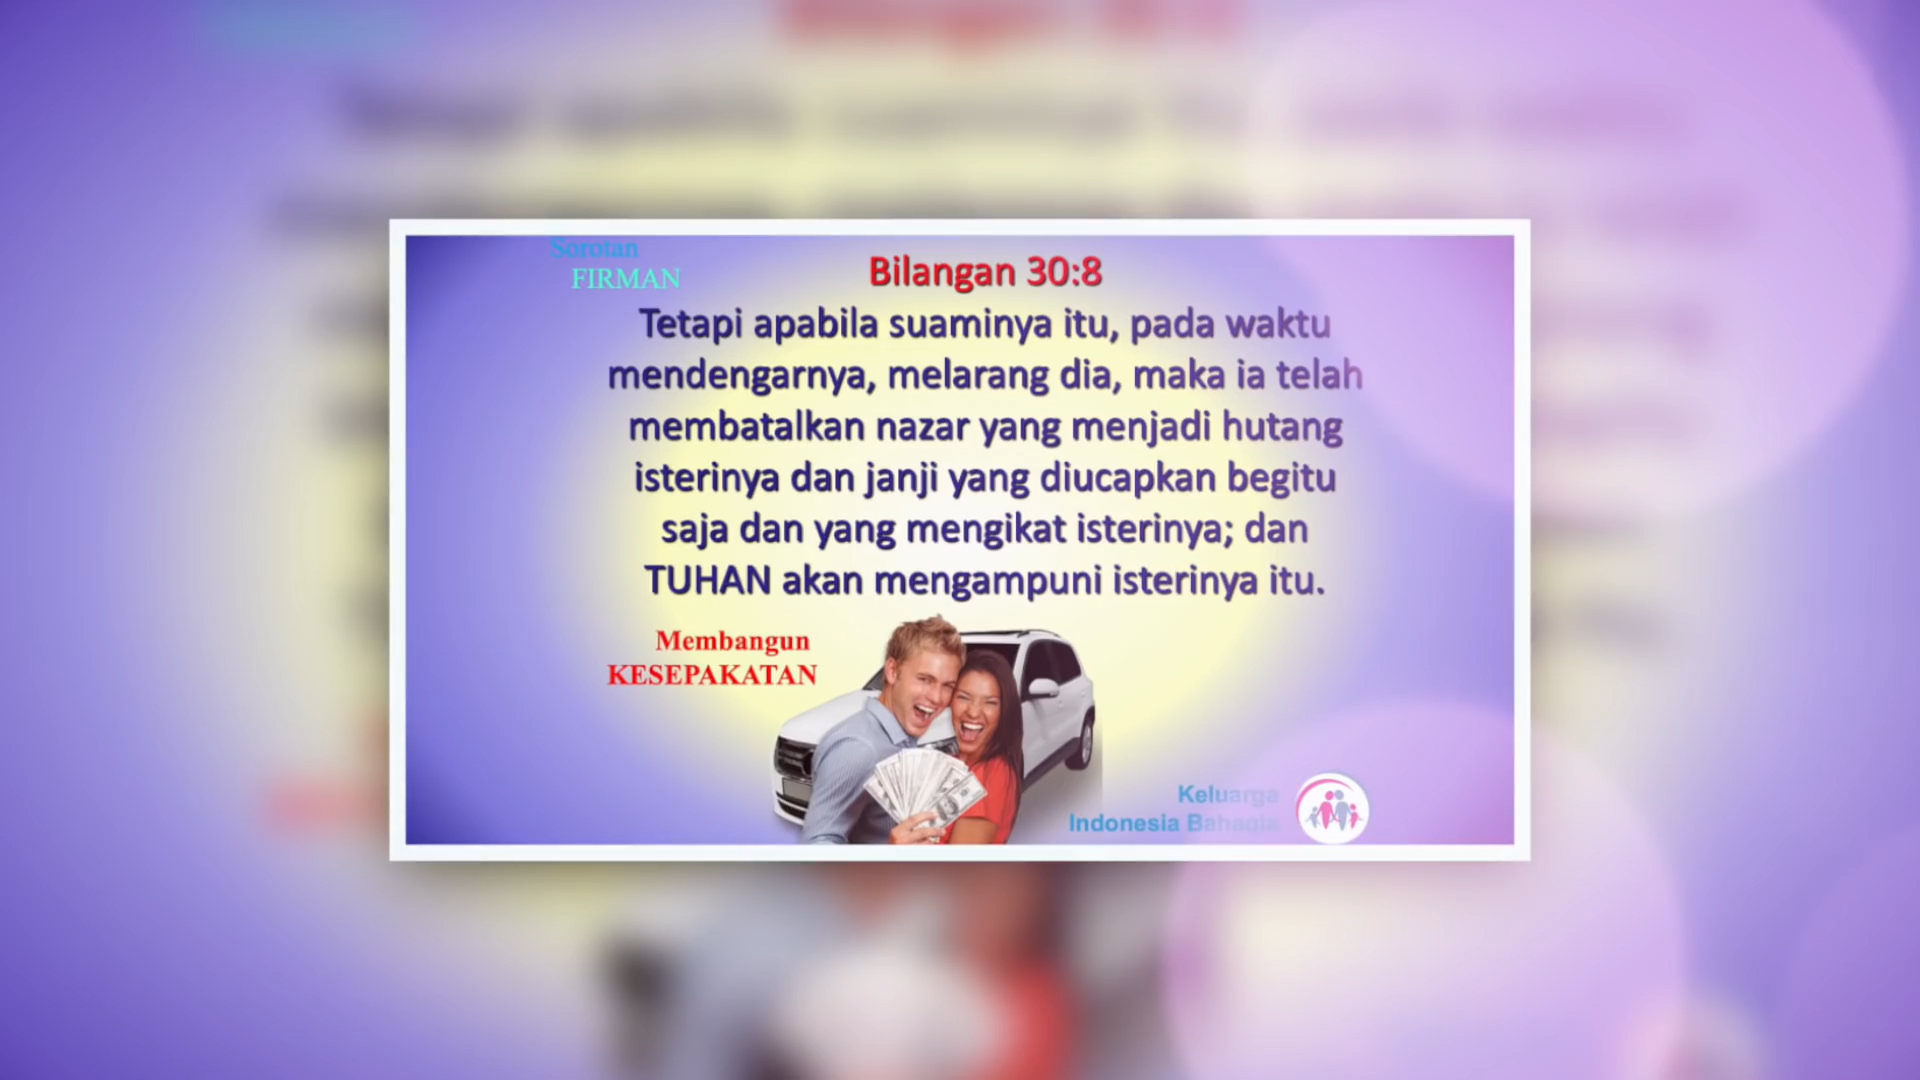 Sorotan
FIRMAN
Bilangan 30:8
Tetapi apabila suaminya itu, pada waktu
mendengarnya, melarang dia, maka ia telah
membatalkan nazar yang menjadi hutang
isterinya dan janji yang diucapkan begitu
saja dan yang mengikat isterinya; dan
TUHAN akan mengampuni isterinya itu.
Membangun
KESEPAKATAN
Keluarga
Indonesia Bahagia